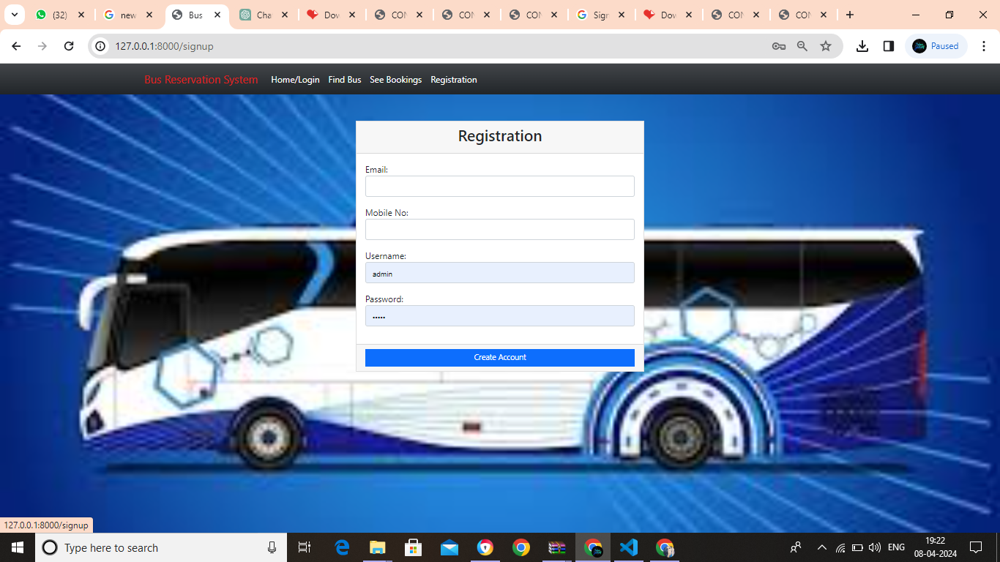 (32)
new
Bus
Cha
Dov
CON
CON
CON
Sign
Dov
CON
CON
127.0.0.1:8000/signup
Paused
Bus Reservation System Home/Login Find Bus See Bookings Registration
Registration
Email:
Mobile No:
Username:
admin
Password:
•••••
Create Account
127.0.0.1:8000/signup
Type here to search
ENG
19:22
08-04-2024